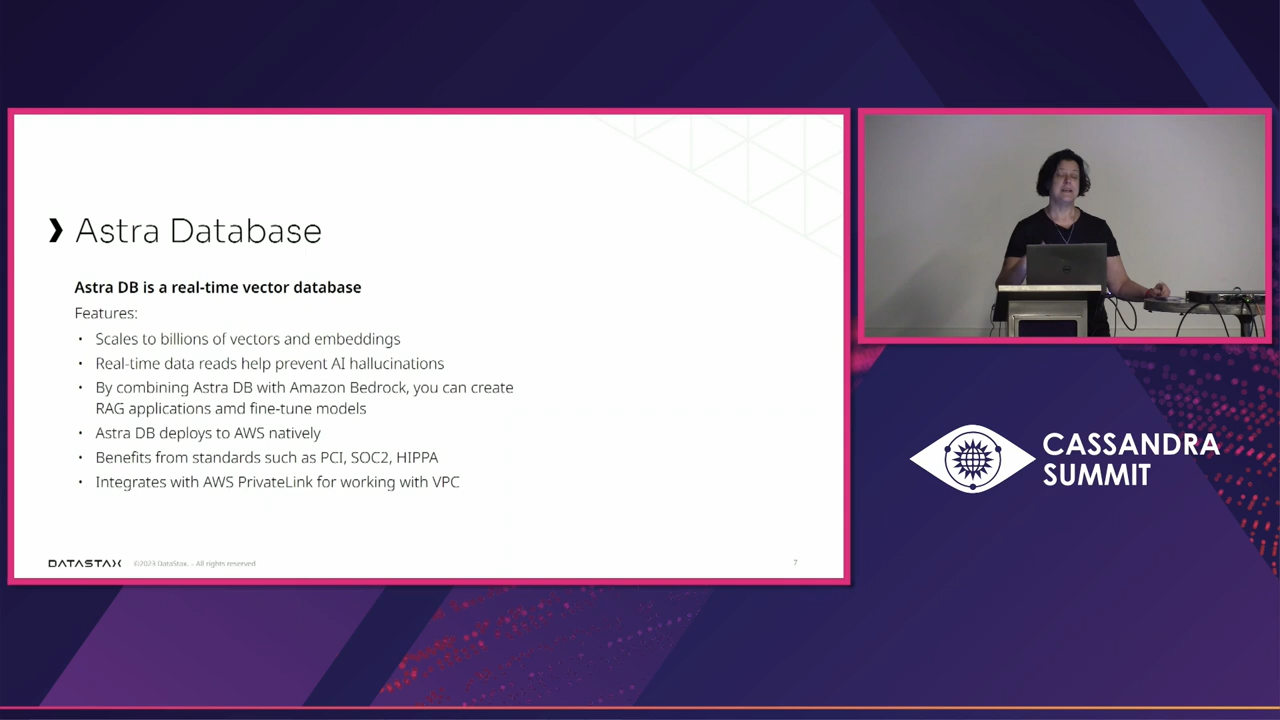 Astra Database
Astra DB is a real-time vector database
Features:
• Scales to billions of vectors and embeddings
• Real-time data reads help prevent AI hallucinations
• By combining Astra DB with Amazon Bedrock, you can create
RAG applications amd fine-tune models
• Astra DB deploys to AWS natively
• Benefits from standards such as PCI, SOC2, HIPPA
• Integrates with AWS PrivateLink for working with VPC
DATASTAX ©2023 DataStax. – All rights reserved 7
CASSANDRA
SUMMIT